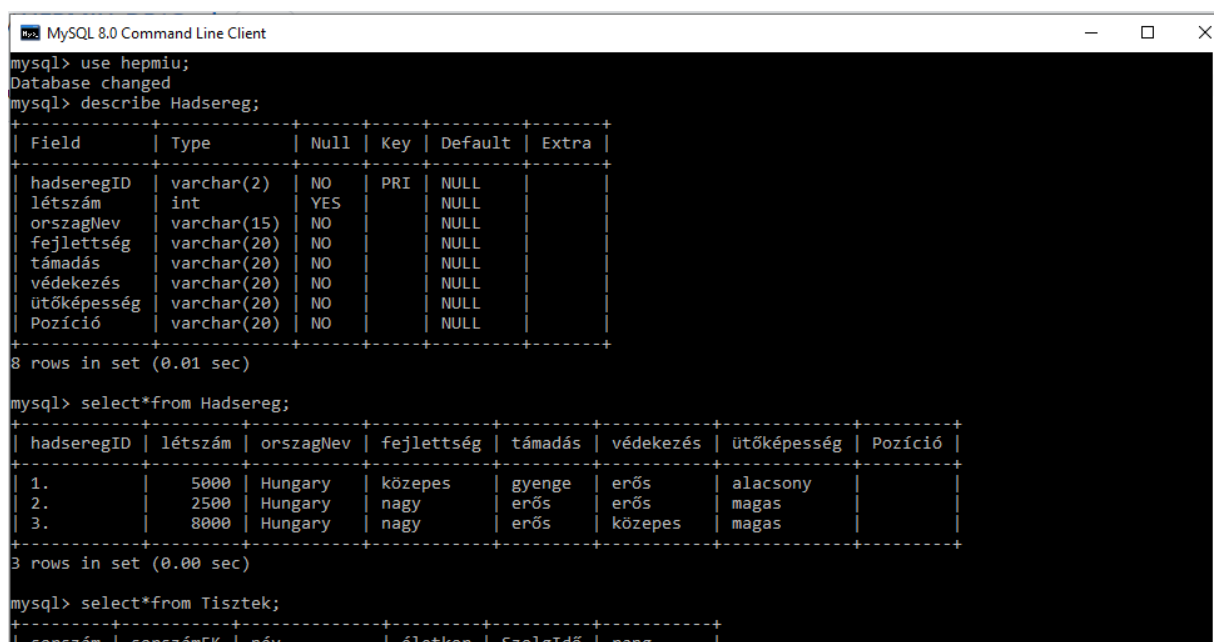 MySQL 8.0 Command Line Client
mysql> use hepmiu;
Database changed
mysql> describe Hadsereg;
+-------------+-------------+------+-----+---------+-------+
| Field | Type | Null | Key | Default | Extra |
+-------------+-------------+------+-----+---------+-------+
| hadseregID | varchar(2) | NO | PRI | NULL | |
| létszám | int | YES | | NULL | |
| orszagNev | varchar(15) | NO | | NULL | |
| fejlettség | varchar(20) | NO | | NULL | |
| támadás | varchar(20) | NO | | NULL | |
| védekezés | varchar(20) | NO | | NULL | |
| ütőképesség | varchar(20) | NO | | NULL | |
| Pozíció | varchar(20) | NO | | NULL | |
+-------------+-------------+------+-----+---------+-------+
8 rows in set (0.01 sec)
mysql> select*from Hadsereg;
+------------+---------+-----------+------------+---------+-----------+-------------+---------+
| hadseregID | létszám | orszagNev | fejlettség | támadás | védekezés | ütőképesség | Pozíció |
+------------+---------+-----------+------------+---------+-----------+-------------+---------+
| 1. | 5000 | Hungary | közepes | gyenge | erős | alacsony | |
| 2. | 2500 | Hungary | nagy | erős | erős | magas | |
| 3. | 8000 | Hungary | nagy | erős | közepes | magas | |
+------------+---------+-----------+------------+---------+-----------+-------------+---------+
3 rows in set (0.00 sec)
mysql> select*from Tisztek;